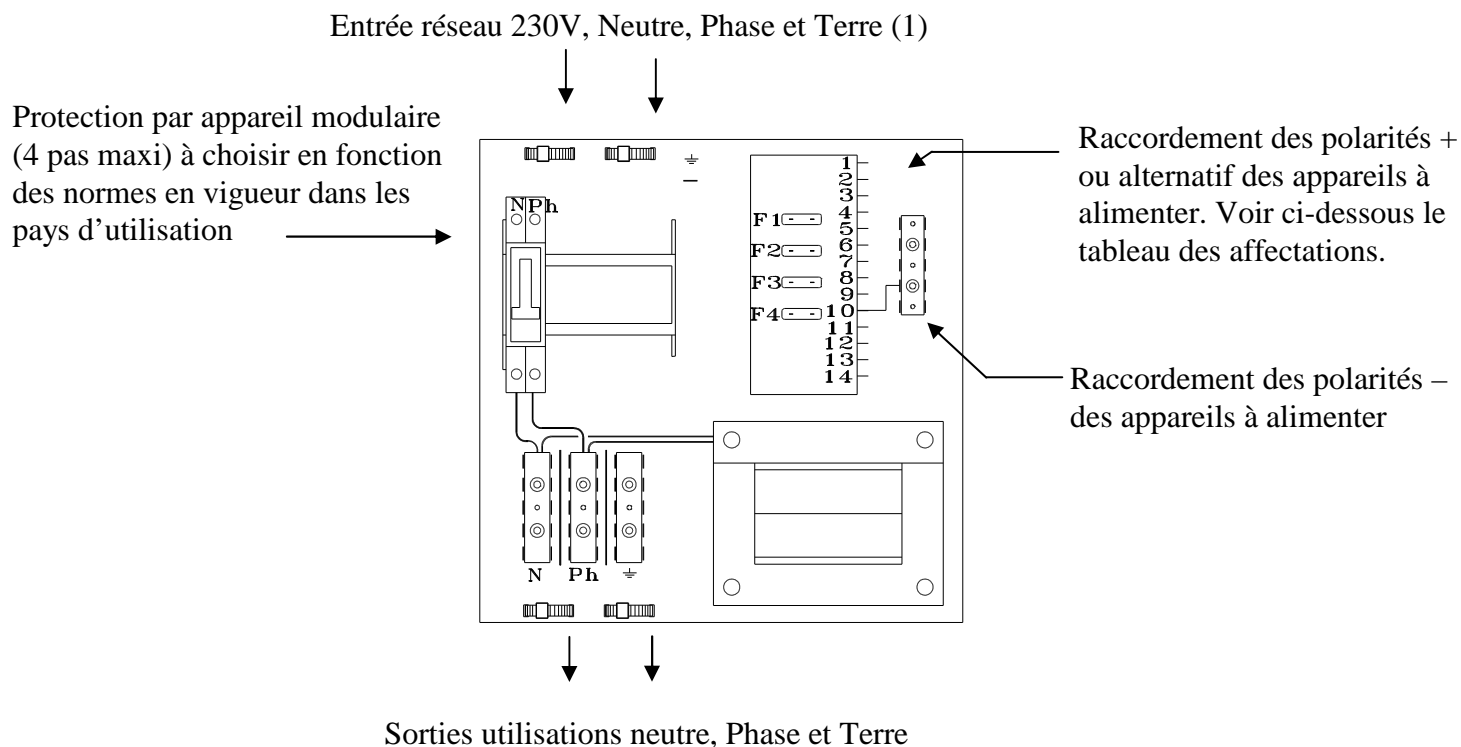 Entrée réseau 230V, Neutre, Phase et Terre (1)
Protection par appareil modulaire
(4 pas maxi) à choisir en fonction
des normes en vigueur dans les
pays d’utilisation
Raccordement des polarités +
ou alternatif des appareils à
alimenter. Voir ci-dessous le
tableau des affectations.
N Ph
1
2
3
4
5
6
7
8
9
10
11
12
13
14
F1
F2
F3
F4
Raccordement des polarités –
des appareils à alimenter
N
Ph
Sorties utilisations neutre, Phase et Terre